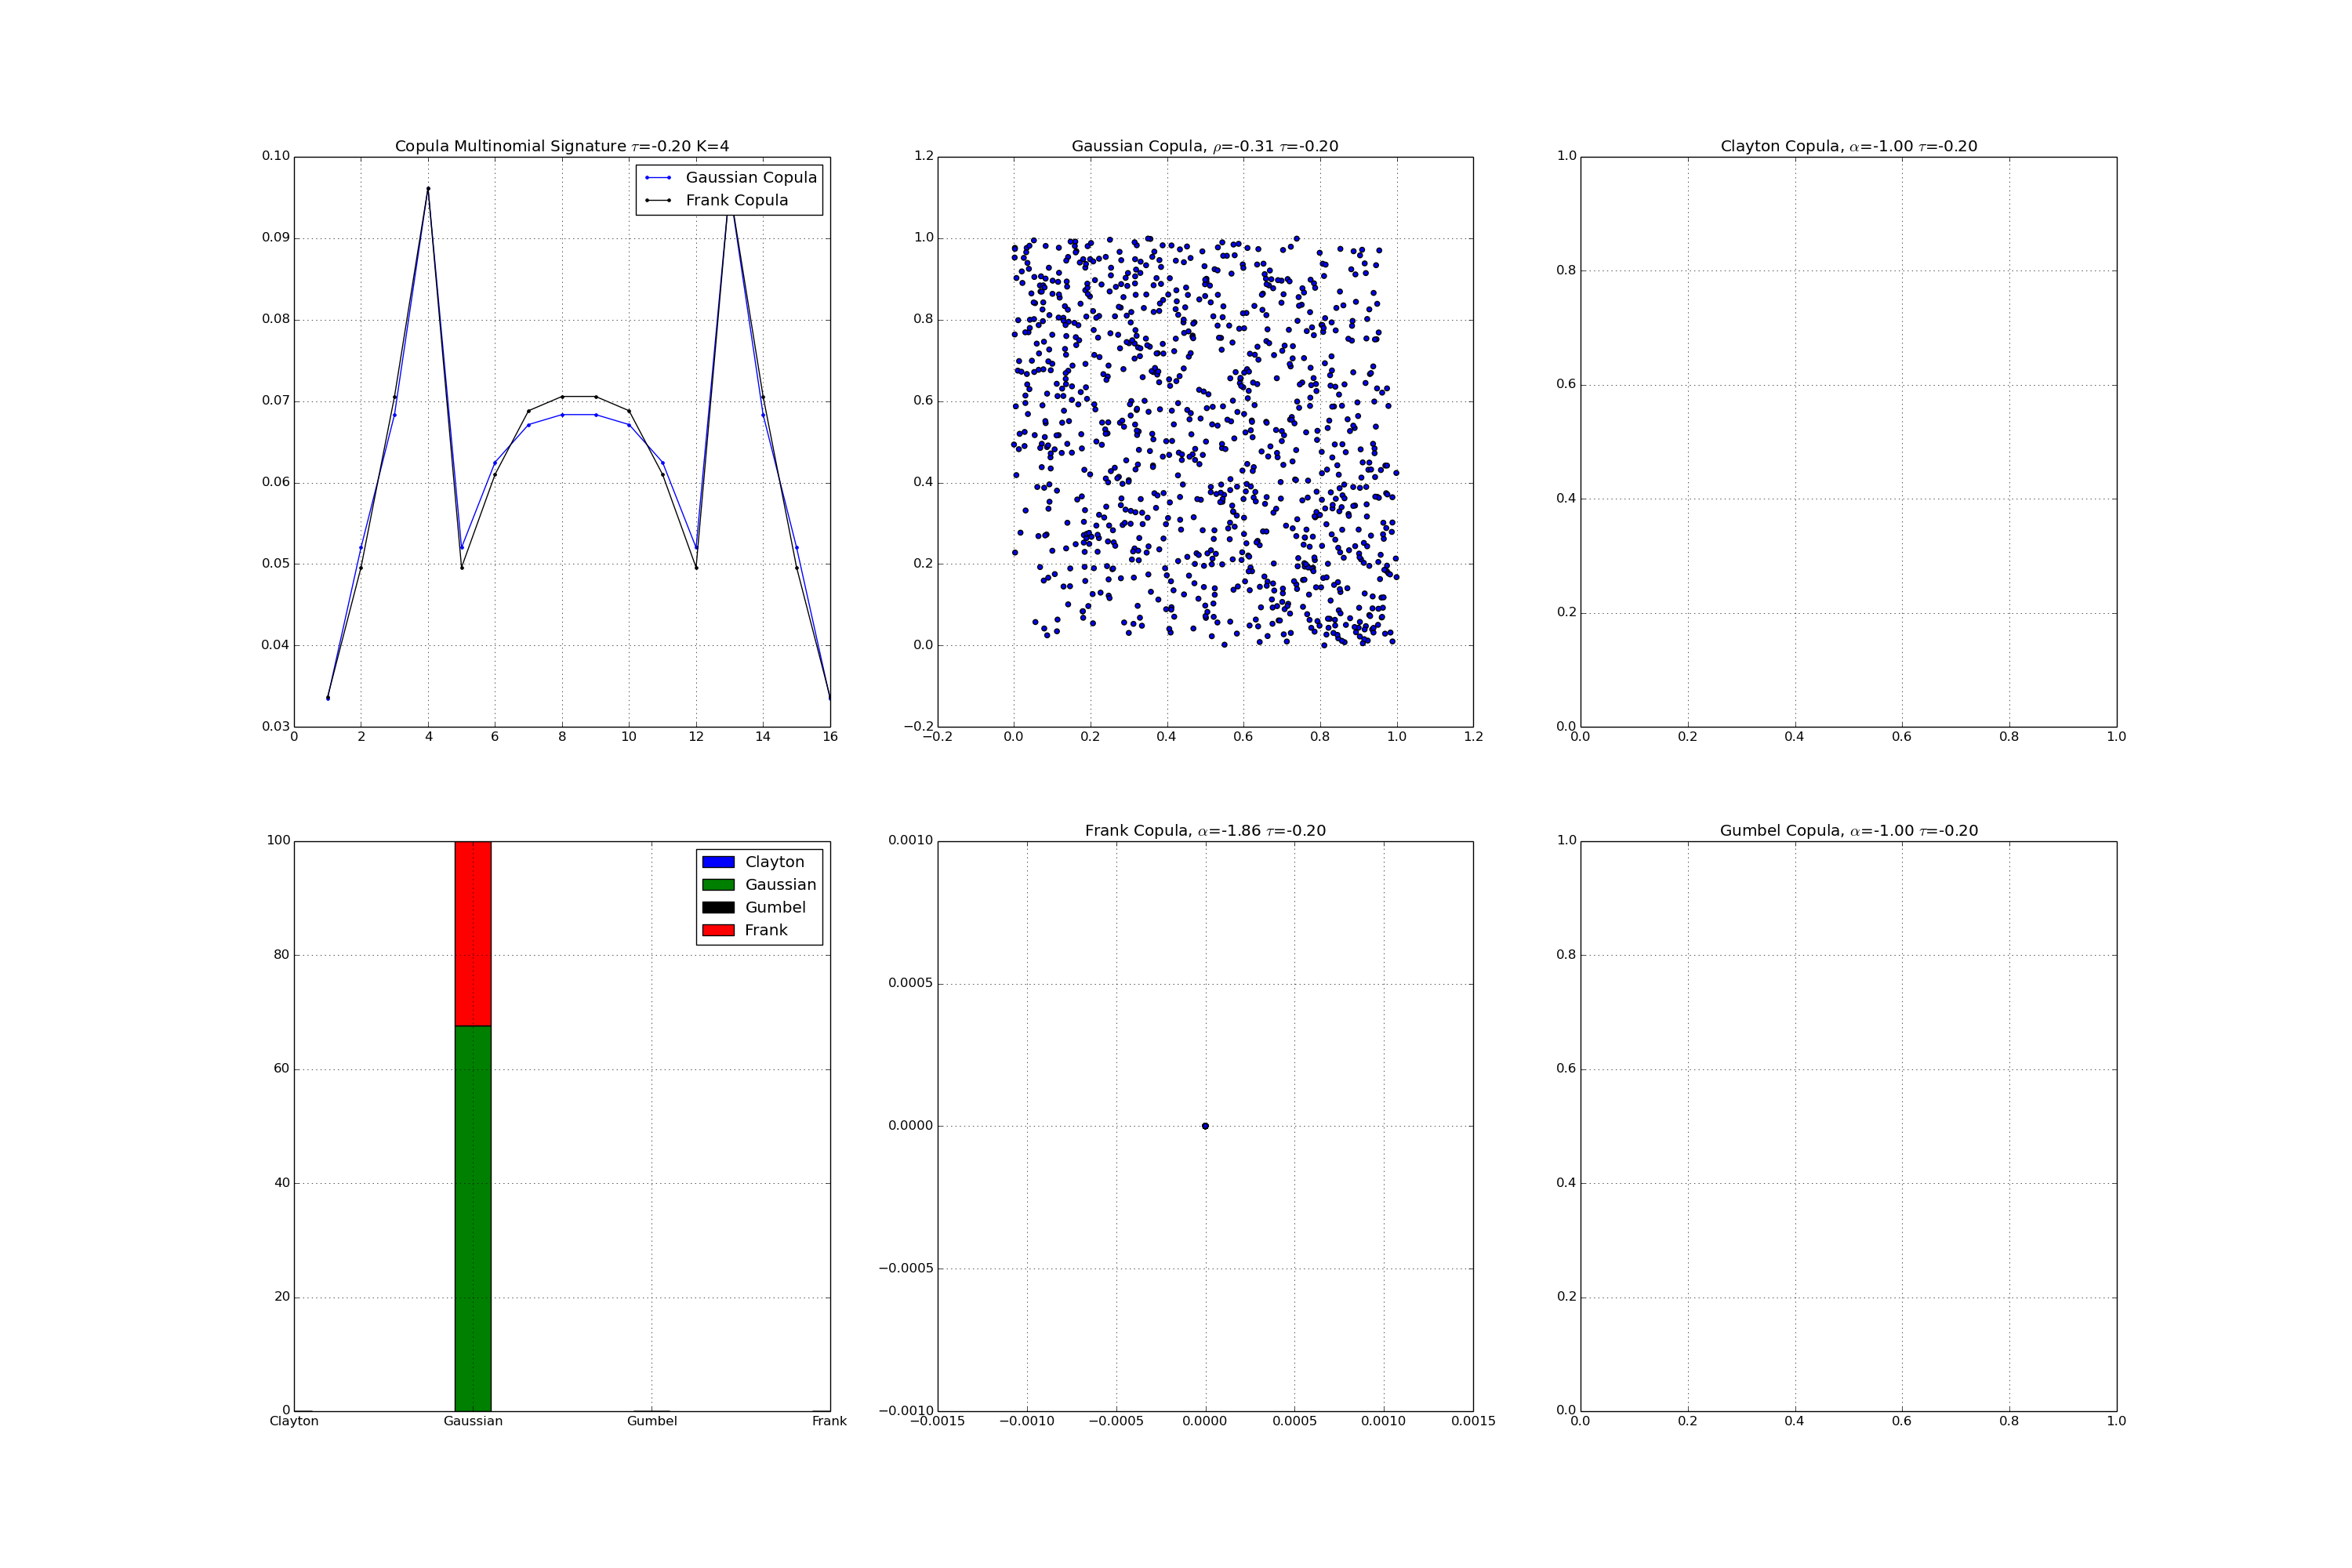 Copula Multinomial Signature τ=-0.20 K=4
0.10
0.09
0.08
0.07
0.06
0.05
0.04
0.03
0 2 4 6 8 10 12 14 16
Gaussian Copula
Frank Copula
Gaussian Copula, ρ=-0.31 τ=-0.20
1.2
1.0
0.8
0.6
0.4
0.2
0.0
−0.2
−0.2 0.0 0.2 0.4 0.6 0.8 1.0 1.2
Clayton Copula, α=-1.00 τ=-0.20
1.0
0.8
0.6
0.4
0.2
0.0
0.0 0.2 0.4 0.6 0.8 1.0
100
80
60
40
20
0
Clayton Gaussian Gumbel Frank
Clayton
Gaussian
Gumbel
Frank
Frank Copula, α=-1.86 τ=-0.20
0.0010
0.0005
0.0000
−0.0005
−0.0010
−0.0015 −0.0010 −0.0005 0.0000 0.0005 0.0010 0.0015
Gumbel Copula, α=-1.00 τ=-0.20
1.0
0.8
0.6
0.4
0.2
0.0
0.0 0.2 0.4 0.6 0.8 1.0